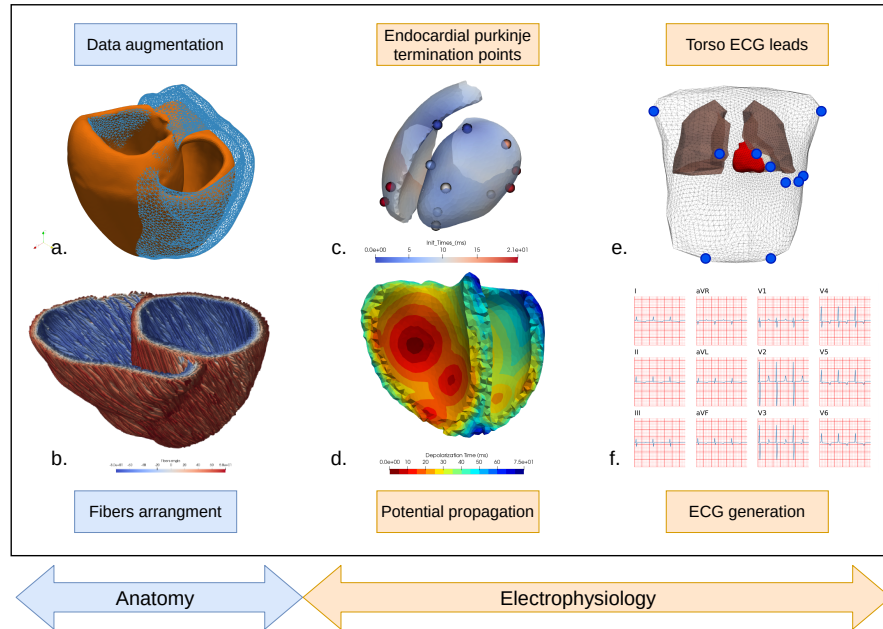 Data augmentation
Endocardial purkinje
termination points
Torso ECG leads
a.
c.
e.
Init_Times_(ms)
0.0e+00 5 10 15 2.1e+01
I aVR V1 V4
II aVL V2 V5
III aVF V3 V6
b.
d.
f.
Depolarization Time (ms)
0.0e+00 10 20 30 40 50 60 7.5e+01
Fibers arrangment
Potential propagation
ECG generation
Anatomy
Electrophysiology